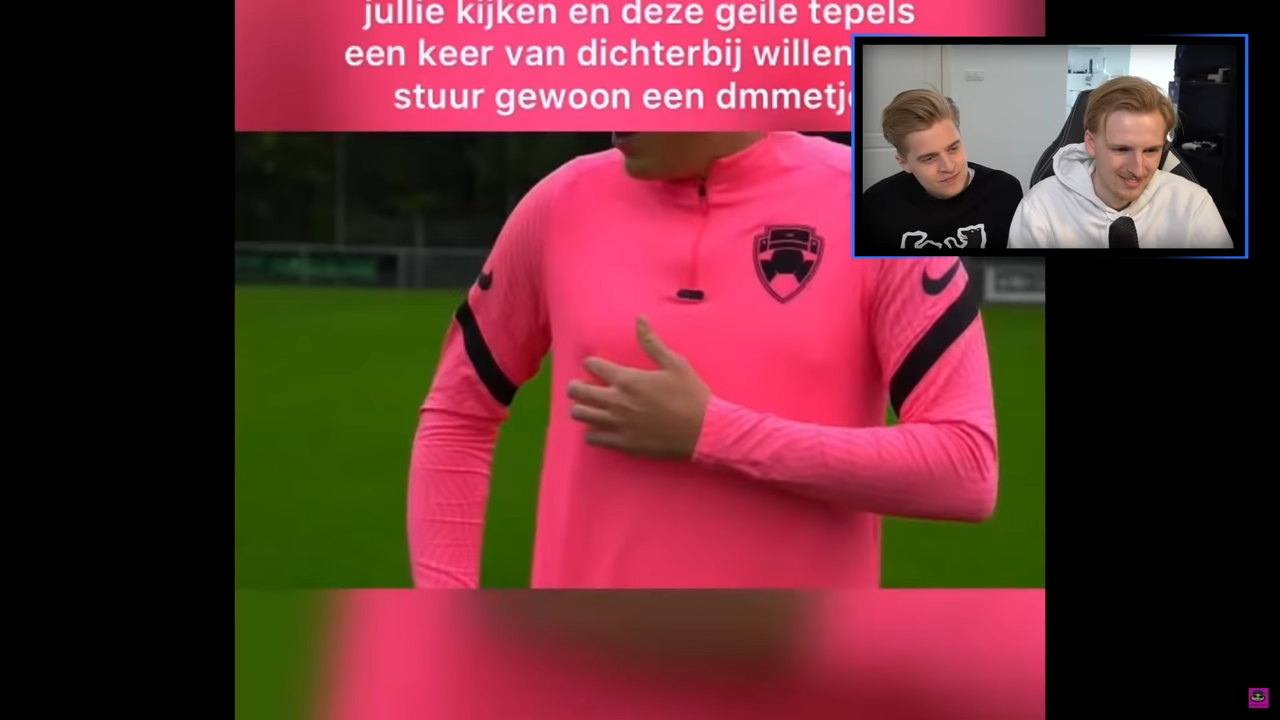 jullie kijken en deze geile tepels
een keer van dichterbij willen
stuur gewoon een